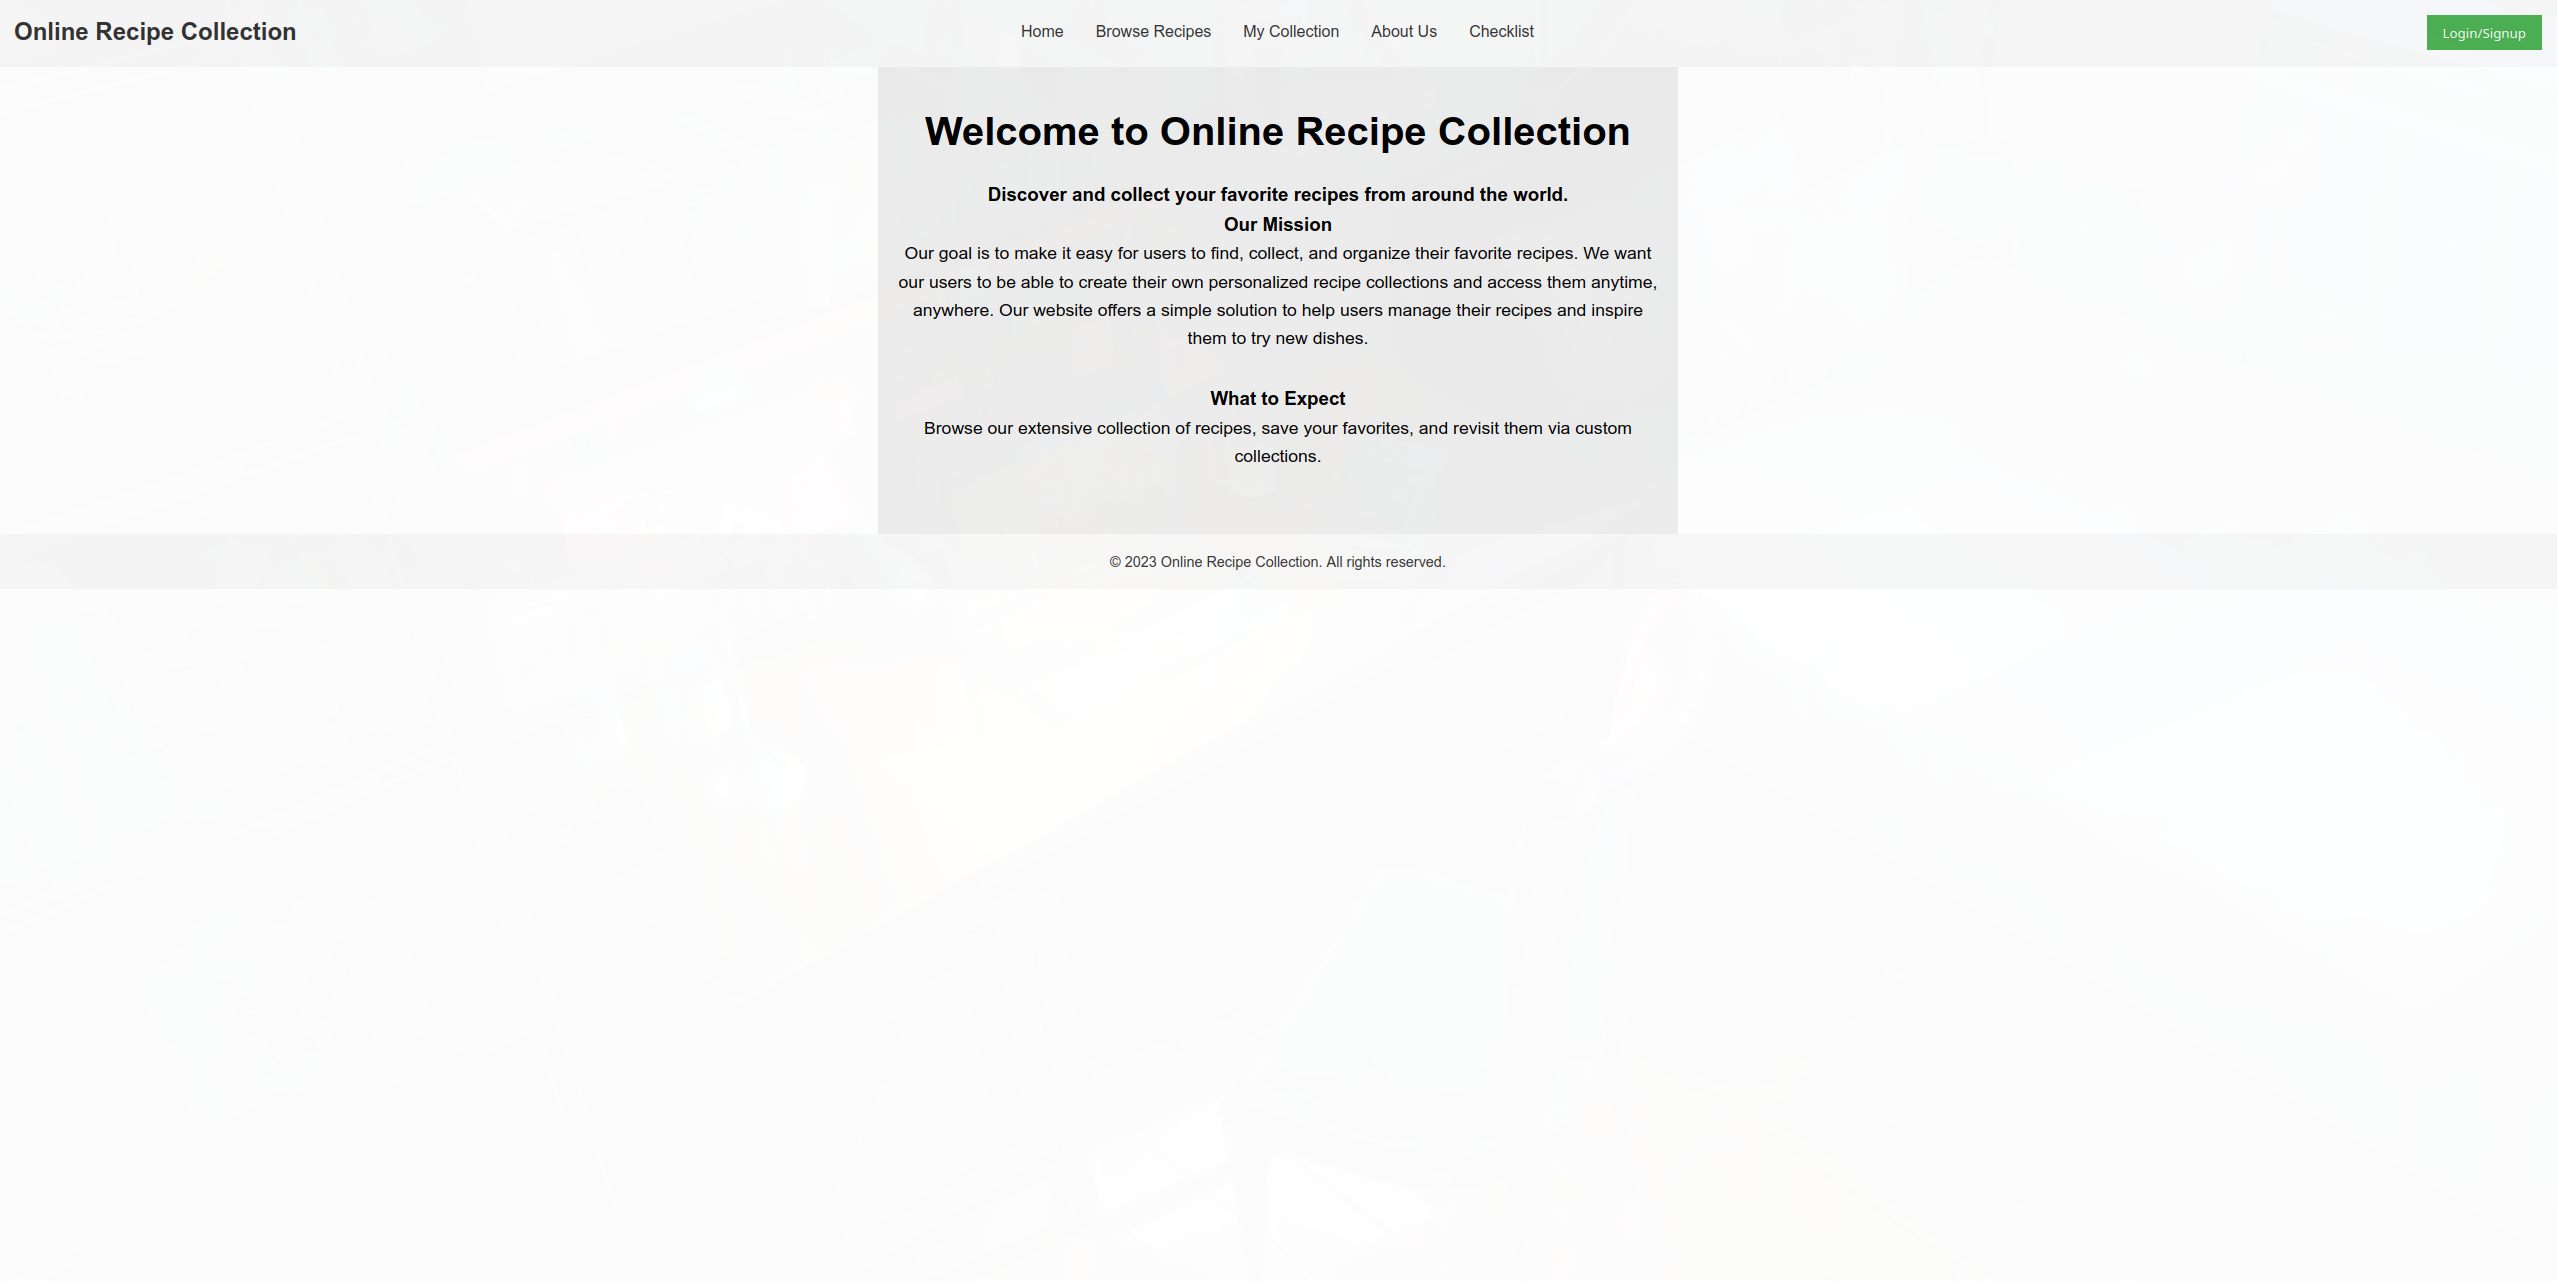 Online Recipe Collection
Home
Browse Recipes
My Collection
About Us
Checklist
Login/Signup
Welcome to Online Recipe Collection
Discover and collect your favorite recipes from around the world.
Our Mission
Our goal is to make it easy for users to find, collect, and organize their favorite recipes. We want
our users to be able to create their own personalized recipe collections and access them anytime,
anywhere. Our website offers a simple solution to help users manage their recipes and inspire
them to try new dishes.
What to Expect
Browse our extensive collection of recipes, save your favorites, and revisit them via custom
collections.
© 2023 Online Recipe Collection. All rights reserved.